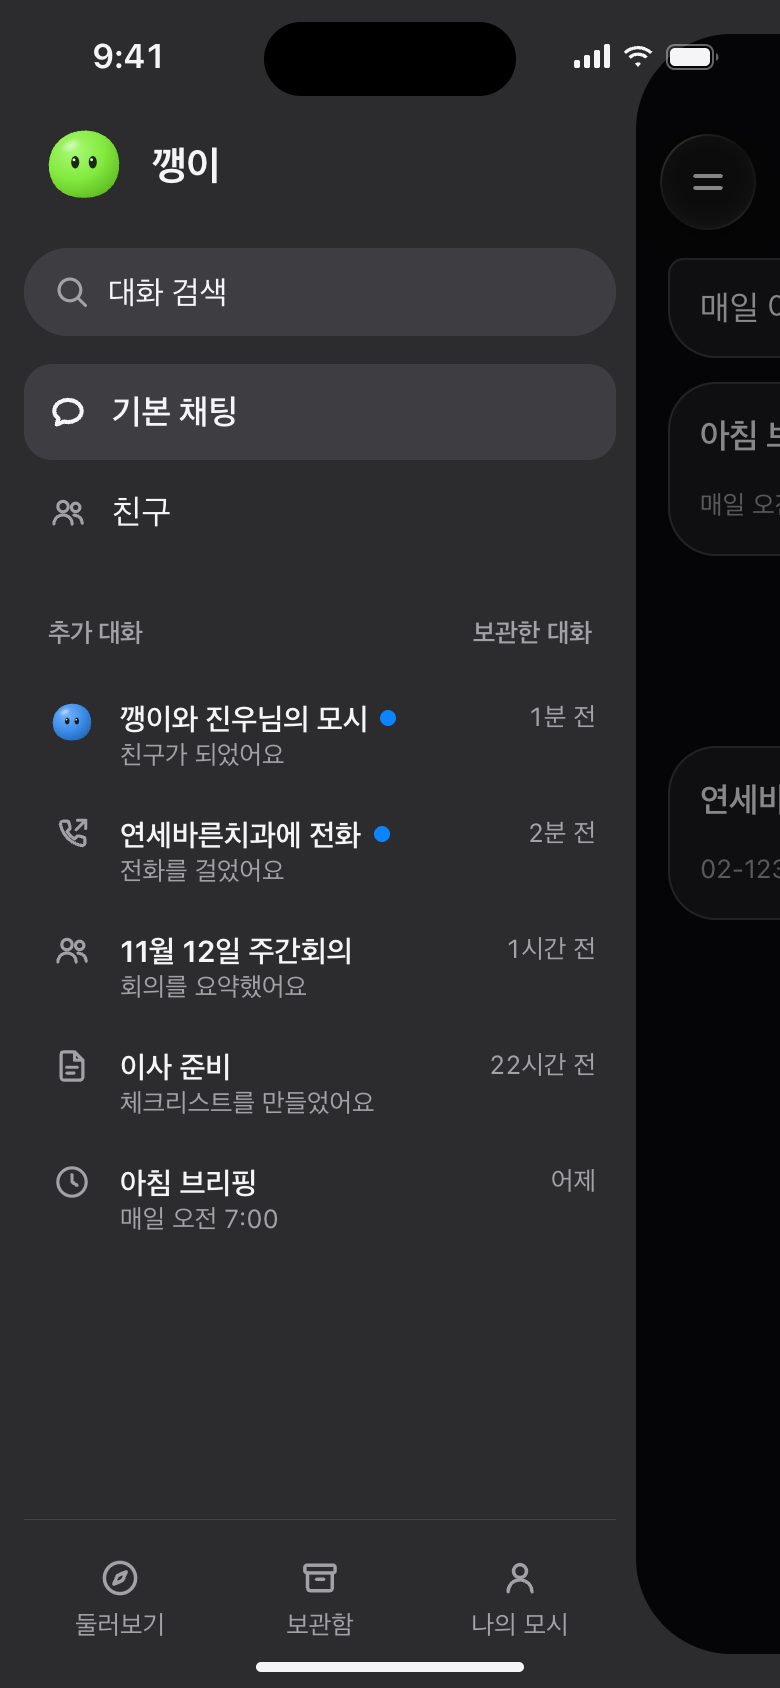 9:41
깽이
대화 검색
기본 채팅
친구
추가 대화
보관한 대화
깽이와 진우님의 모시
1분 전
친구가 되었어요
연세바른치과에 전화
2분 전
전화를 걸었어요
11월 12일 주간회의
1시간 전
회의를 요약했어요
이사 준비
22시간 전
체크리스트를 만들었어요
아침 브리핑
어제
매일 오전 7:00
둘러보기
보관함
나의 모시
매일
아침
매일
연세바
02-123